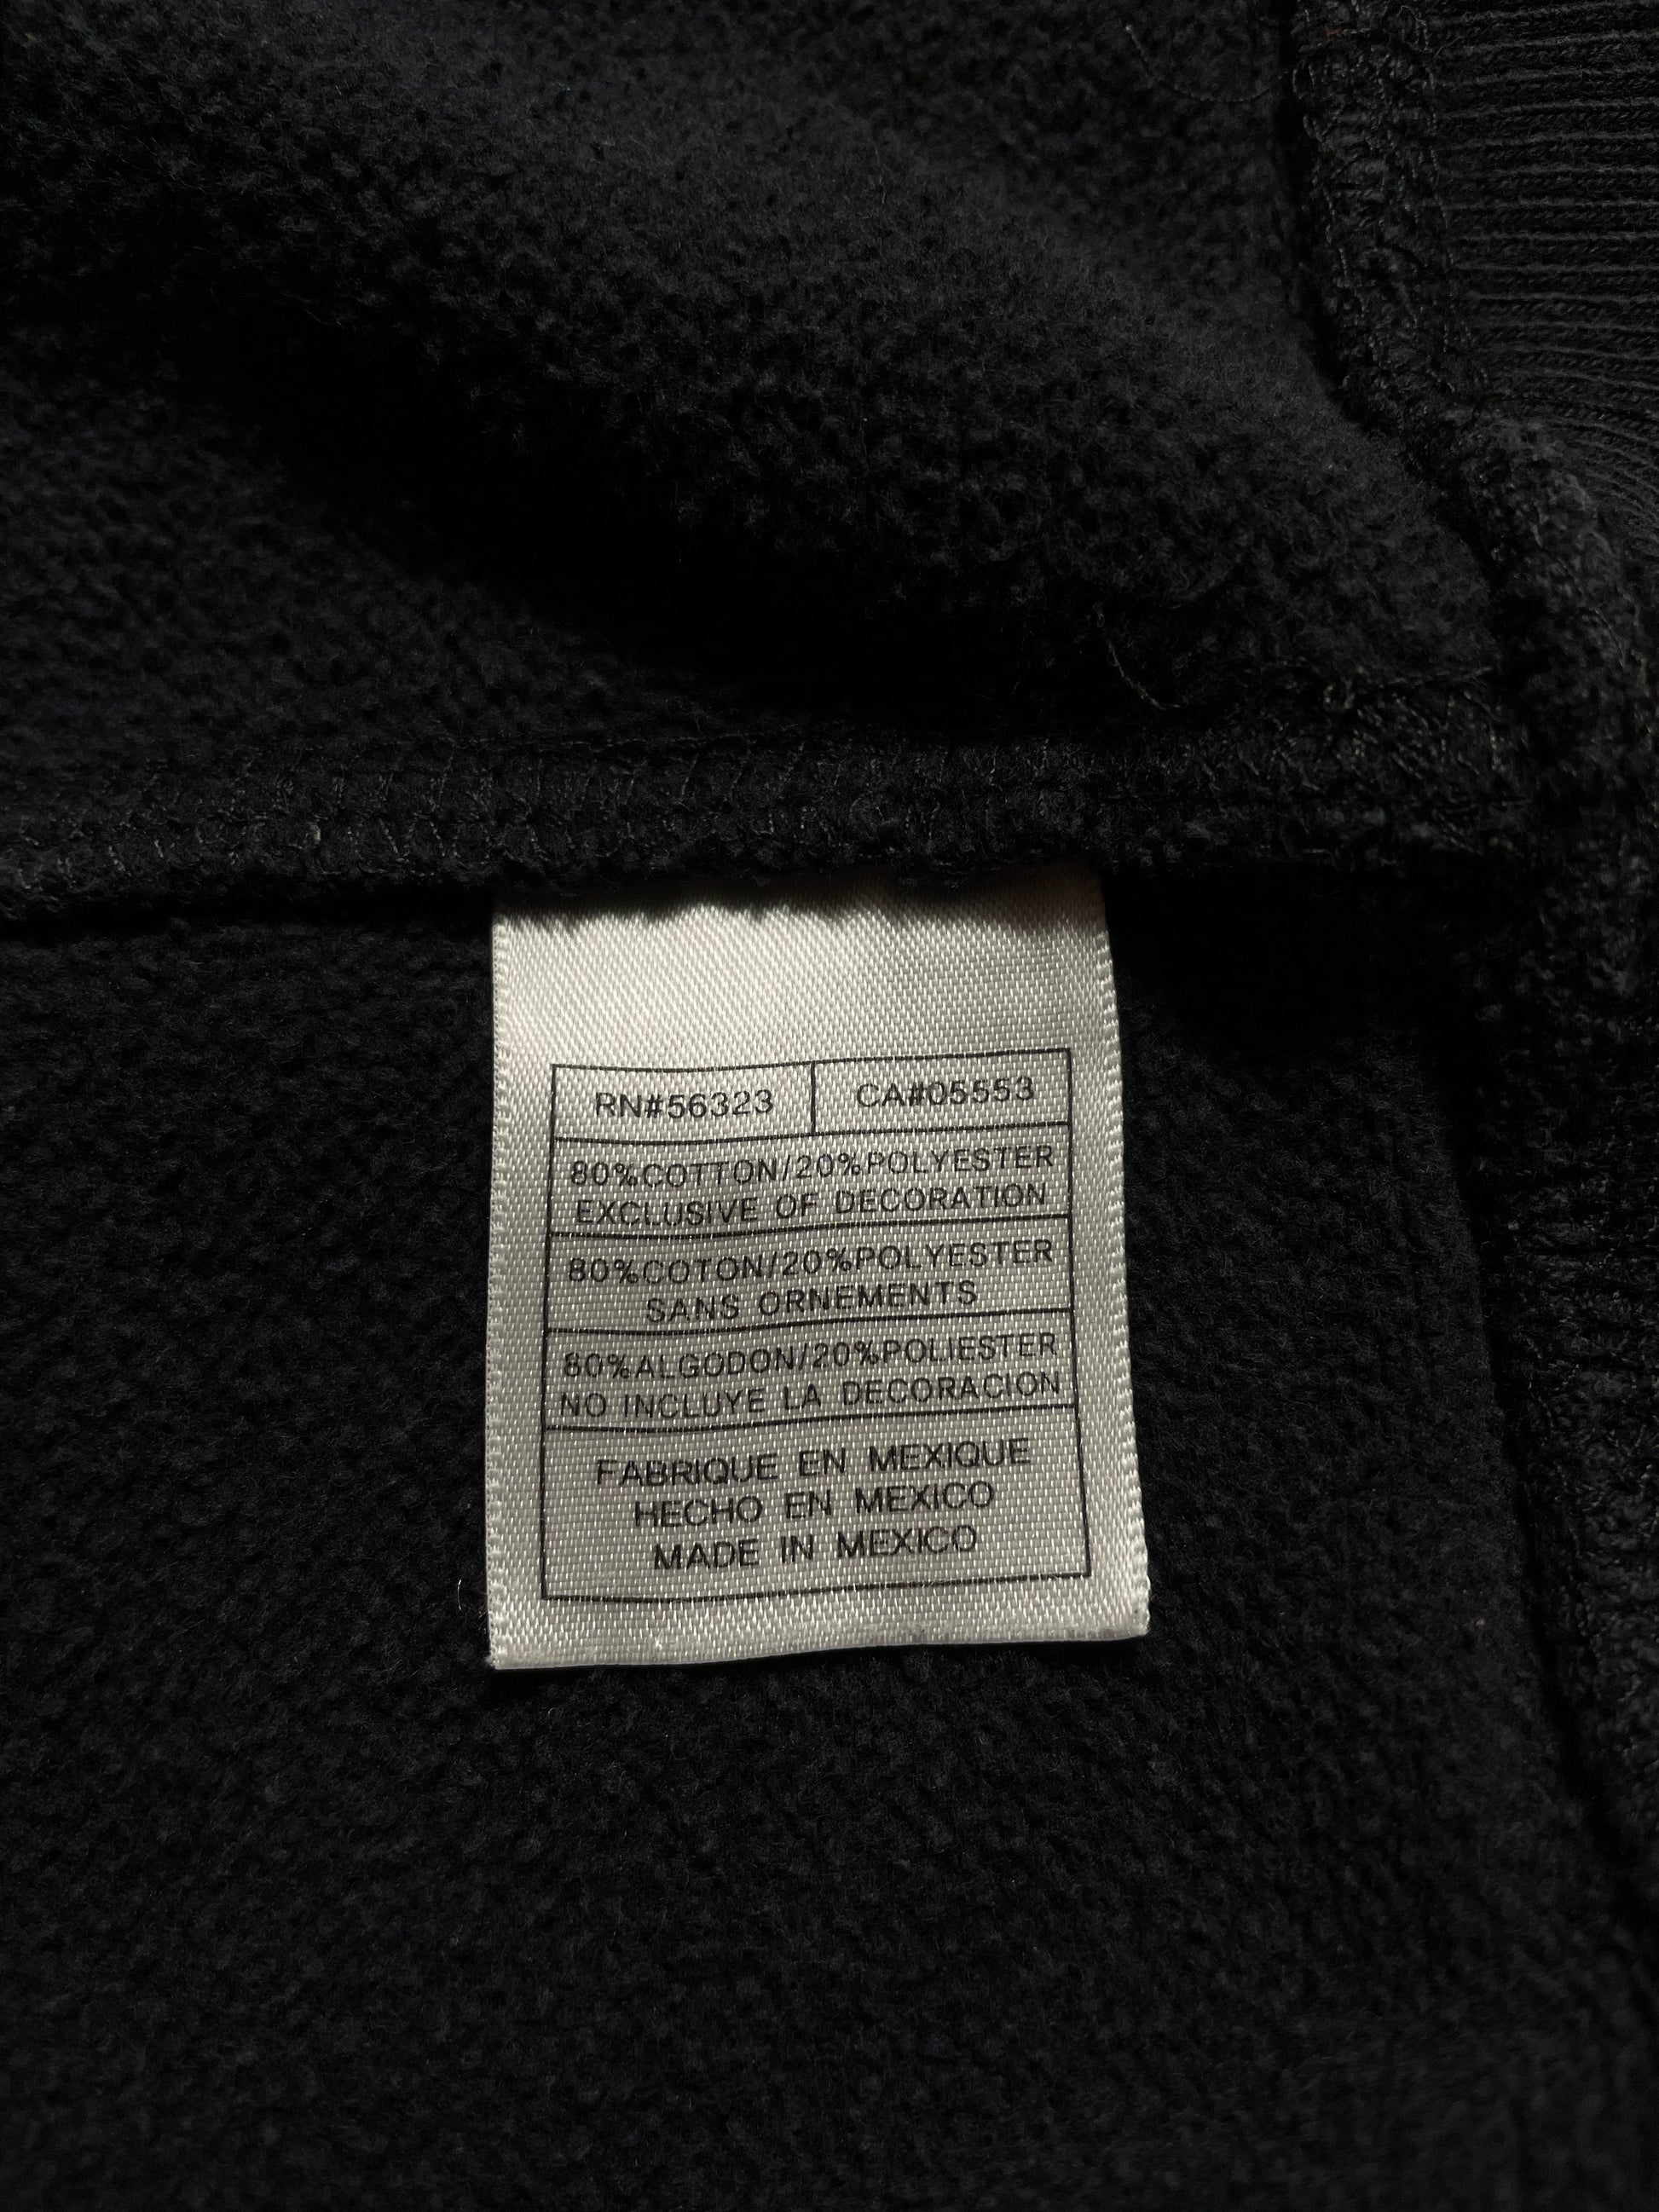 RN#56323 CA#05553
80%COTTON/20%POLYESTER
EXCLUSIVE OF DECORATION
80%COTON/20%POLYESTER
SANS ORNEMENTS
80%ALGODON/20%POLIESTER
NO INCLUYE LA DECORACION
FABRIQUE EN MEXIQUE
HECHO EN MEXICO
MADE IN MEXICO